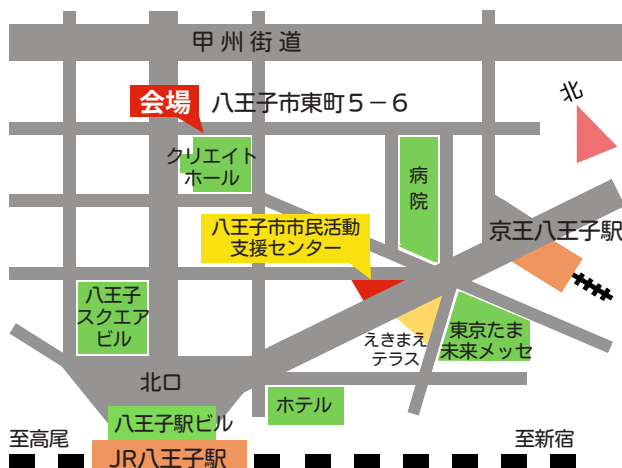 甲州街道
北
会場
八王子市東町5－6
クリエイト
ホール
病
院
八王子市市民活動
支援センター
京王八王子駅
八王子
スクエア
ビル
えきまえ
テラス
東京たま
未来メッセ
北口
ホテル
八王子駅ビル
至高尾
至新宿
JR八王子駅